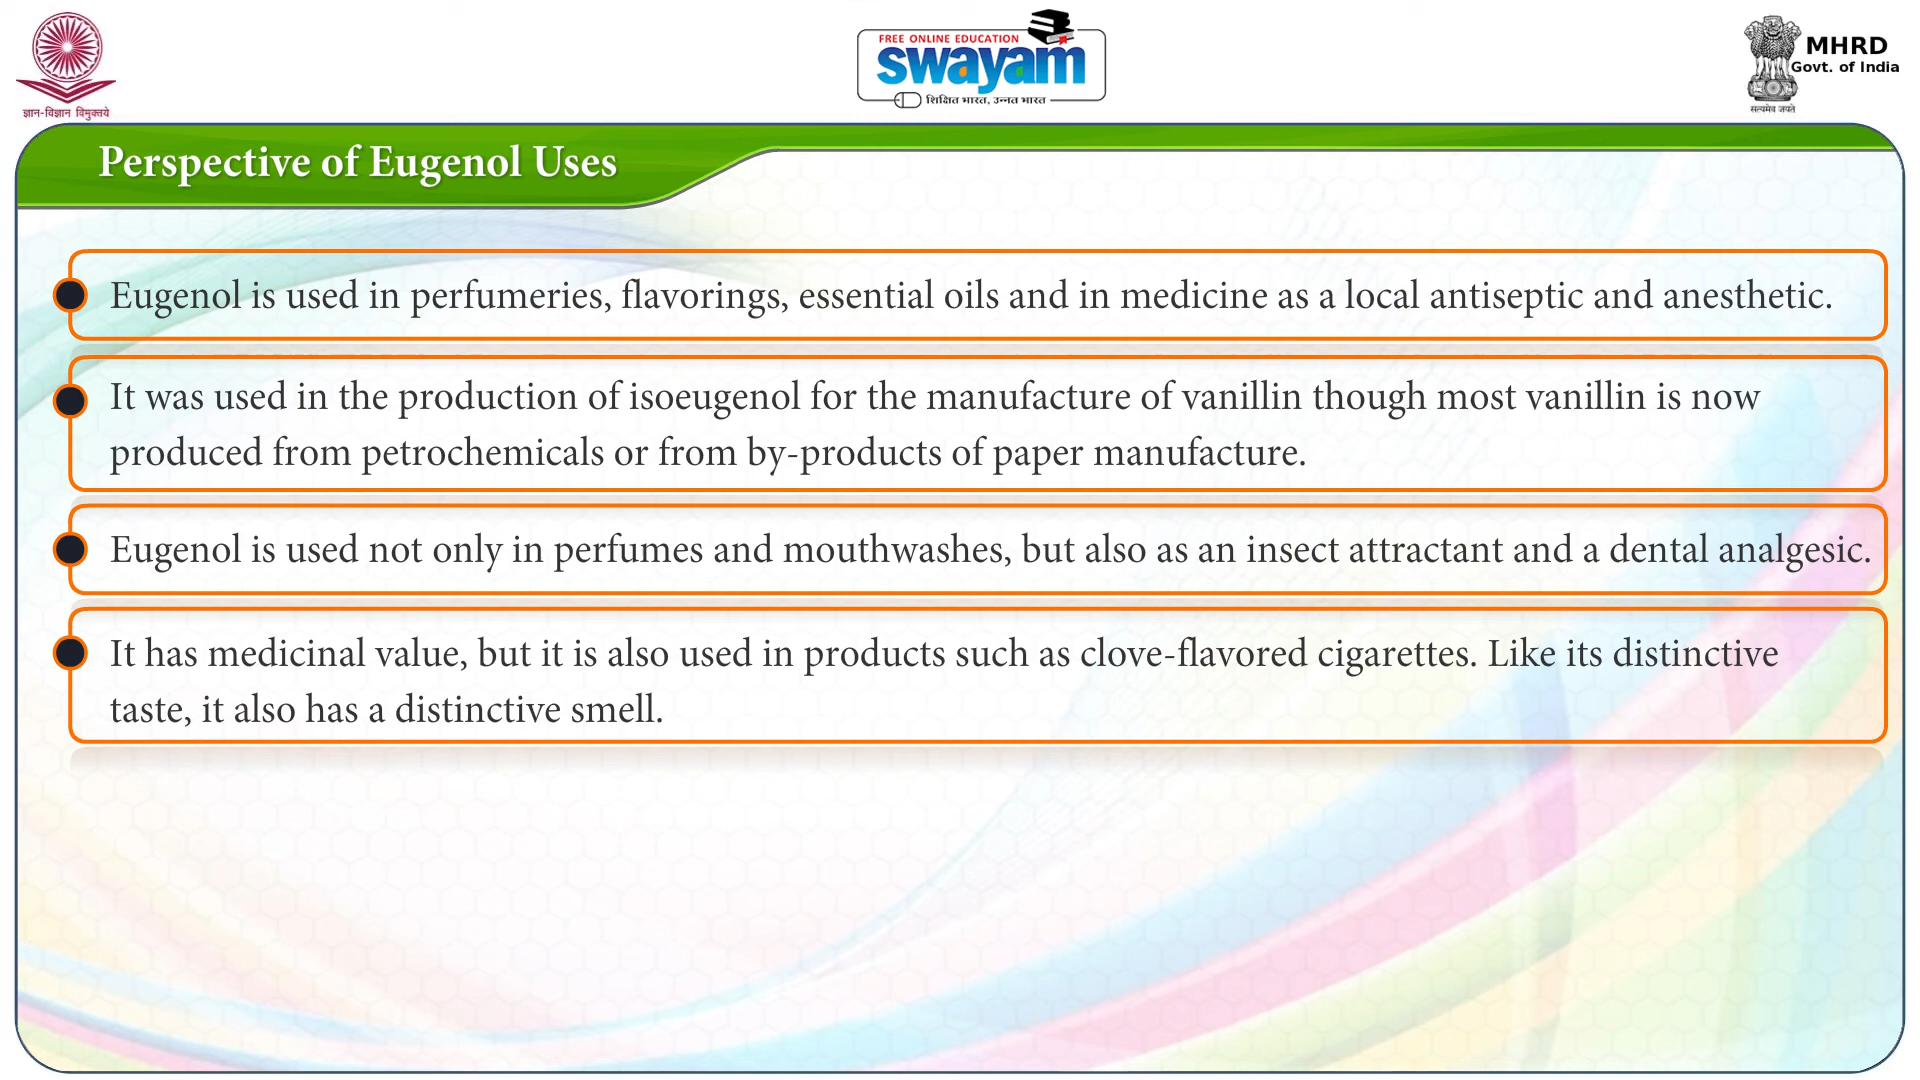 ज्ञान-विज्ञान विमुक्तये
FREE ONLINE EDUCATION
swayam
शिक्षित भारत, उन्नत भारत
MHRD
Govt. of India
सत्यमेव जयते
Perspective of Eugenol Uses
Eugenol is used in perfumeries, flavorings, essential oils and in medicine as a local antiseptic and anesthetic.
It was used in the production of isoeugenol for the manufacture of vanillin though most vanillin is now
produced from petrochemicals or from by-products of paper manufacture.
Eugenol is used not only in perfumes and mouthwashes, but also as an insect attractant and a dental analgesic.
It has medicinal value, but it is also used in products such as clove-flavored cigarettes. Like its distinctive
taste, it also has a distinctive smell.